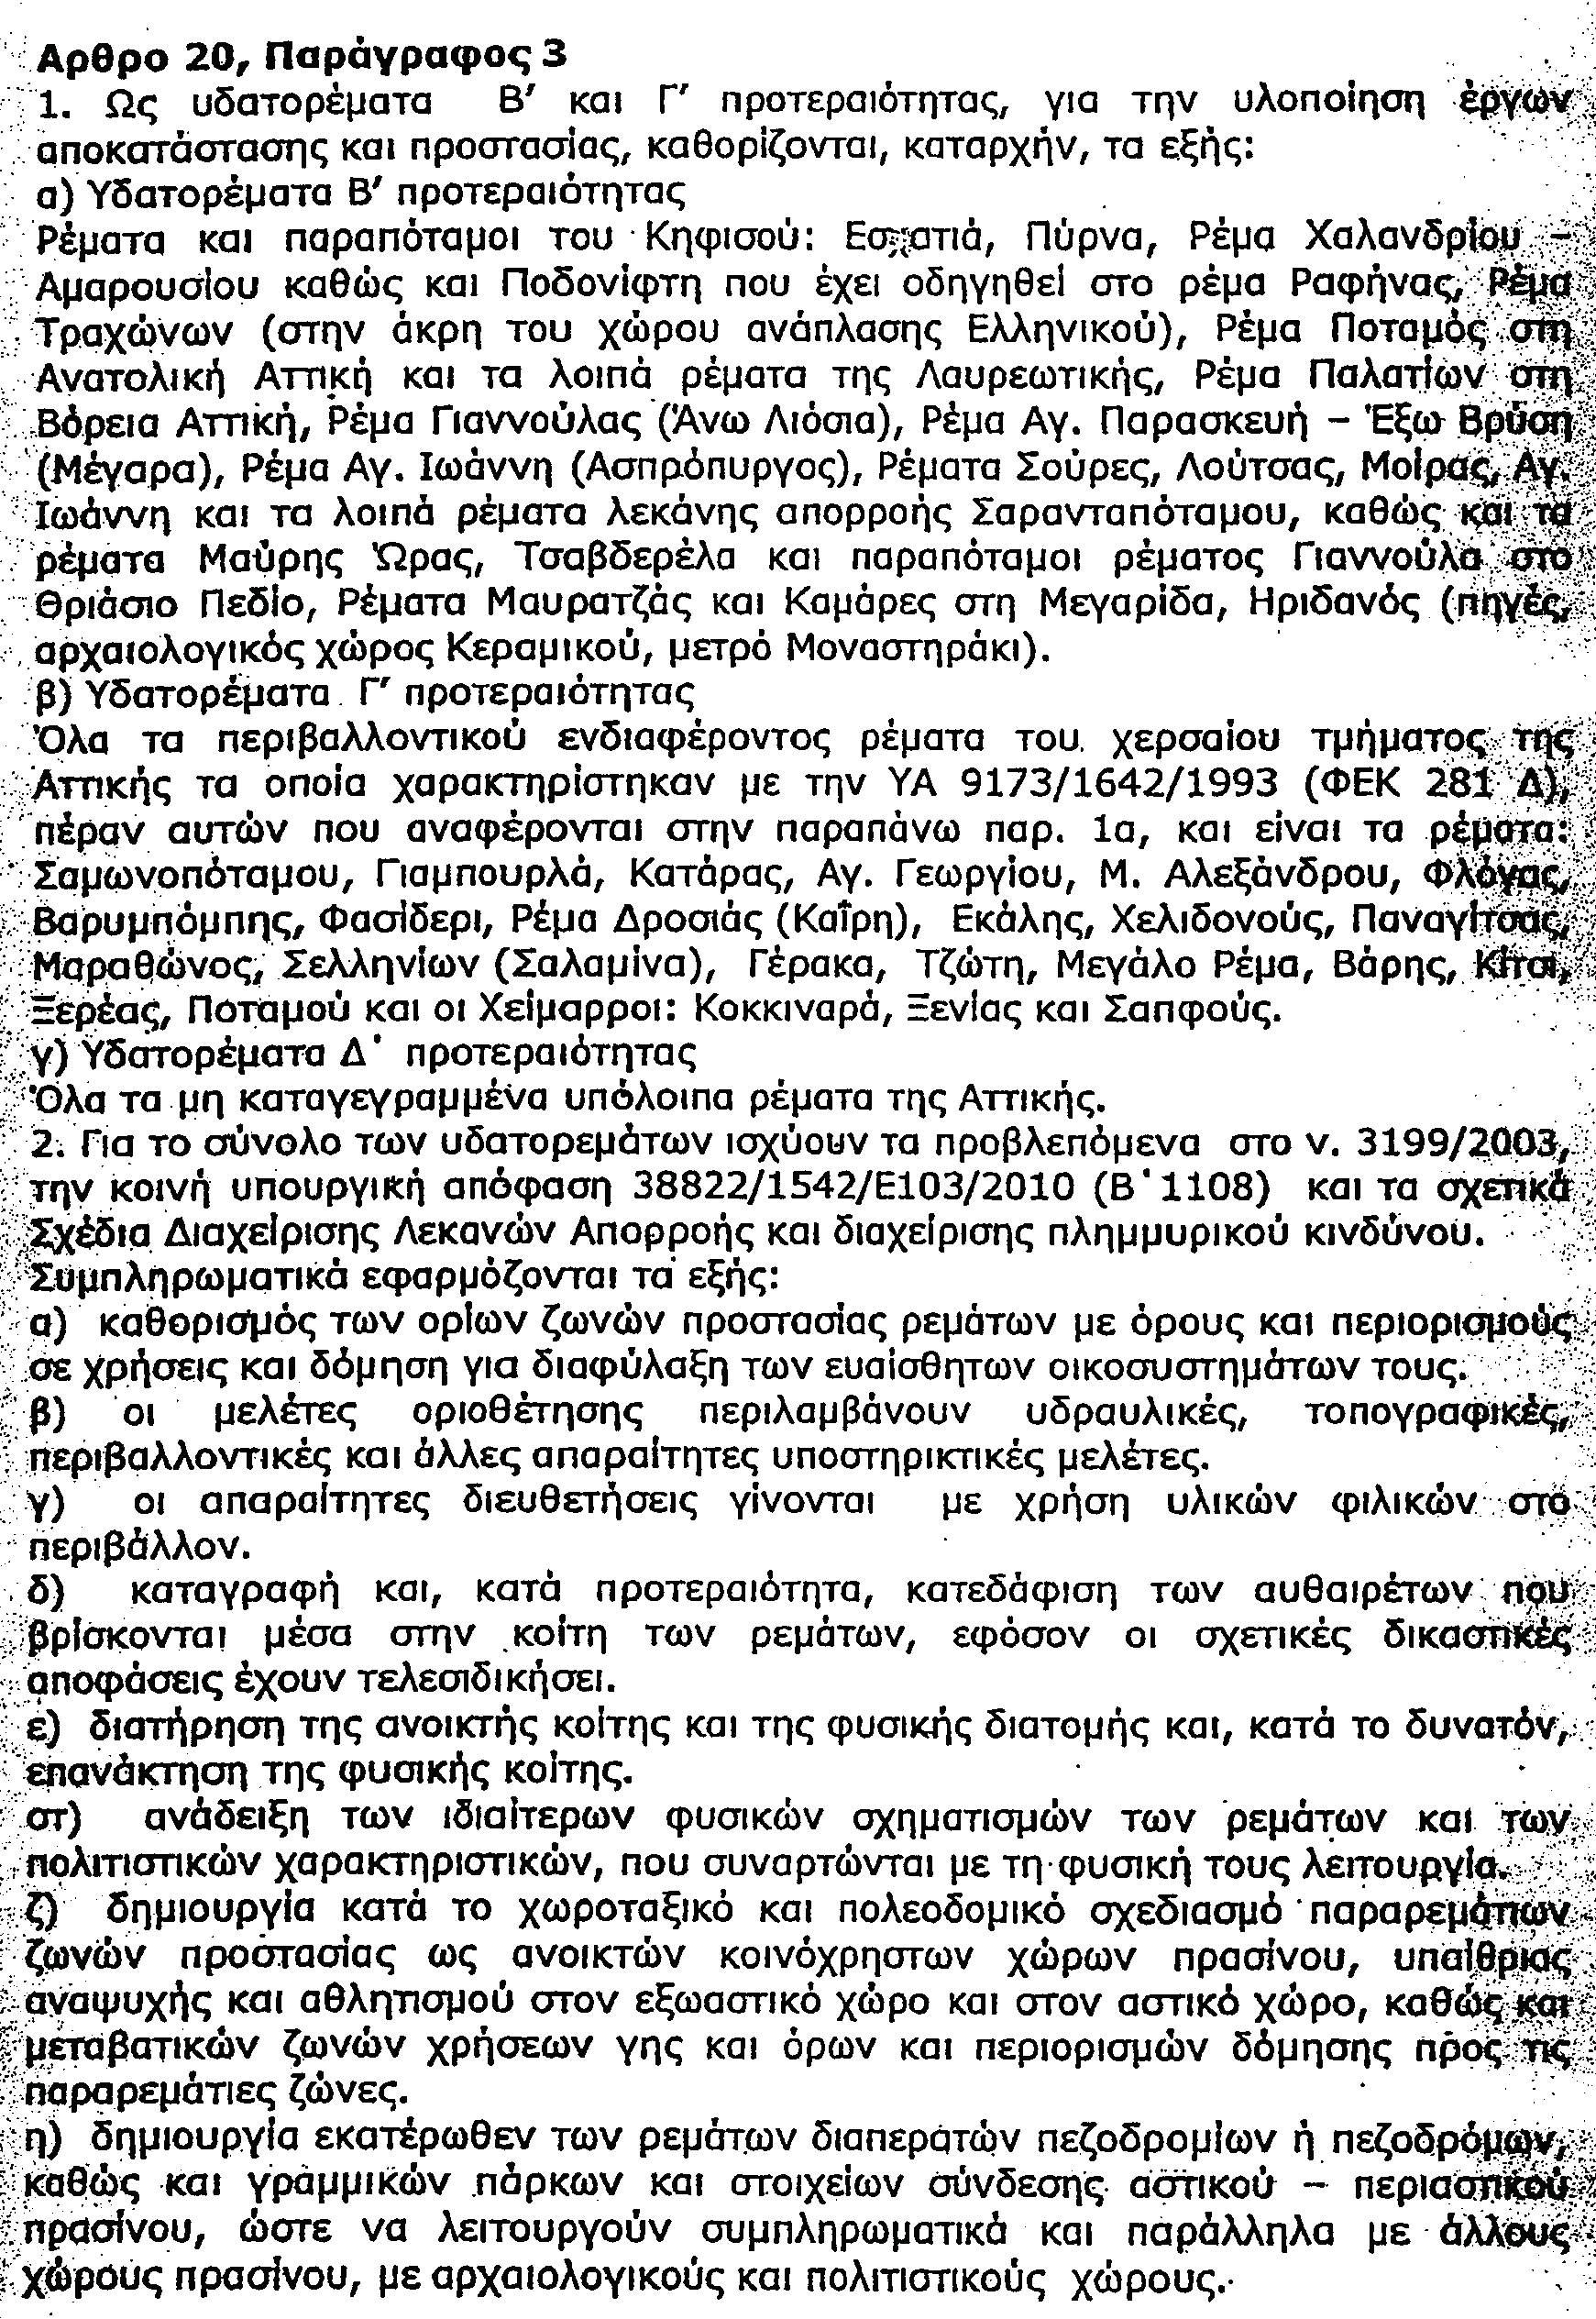 Αρθρο 20, Παράγραφος 3
1. Ως υδατορέματα Β' και Γ' προτεραιότητας, για την υλοποίηση έργων
αποκατάστασης και προστασίας, καθορίζονται, καταρχήν, τα εξής:
α) Υδατορέματα Β' προτεραιότητας
Ρέματα και παραπόταμοι του Κηφισού: Εσχατιά, Πύρνα, Ρέμα Χαλανδρίου –
Αμαρουσίου καθώς και Ποδονίφτη που έχει οδηγηθεί στο ρέμα Ραφήνας, Ρέμα
Τραχώνων (στην άκρη του χώρου ανάπλασης Ελληνικού), Ρέμα Ποταμός στη
Ανατολική Αττική και τα λοιπά ρέματα της Λαυρεωτικής, Ρέμα Παλατίων στη
Βόρεια Αττική, Ρέμα Γιαννούλας (Άνω Λιόσια), Ρέμα Αγ. Παρασκευή – Έξω Βρύση
(Μέγαρα), Ρέμα Αγ. Ιωάννη (Ασπρόπυργος), Ρέματα Σούρες, Λούτσας, Μοίρας, Αγ.
Ιωάννη και τα λοιπά ρέματα λεκάνης απορροής Σαρανταπόταμου, καθώς και τα
ρέματα Μαύρης Ώρας, Τσαβδερέλα και παραπόταμοι ρέματος Γιαννούλα στο
Θριάσιο Πεδίο, Ρέματα Μαυρατζάς και Καμάρες στη Μεγαρίδα, Ηριδανός (πηγές,
αρχαιολογικός χώρος Κεραμικού, μετρό Μοναστηράκι).
β) Υδατορέματα Γ' προτεραιότητας
Όλα τα περιβαλλοντικού ενδιαφέροντος ρέματα του χερσαίου τμήματος της
Αττικής τα οποία χαρακτηρίστηκαν με την ΥΑ 9173/1642/1993 (ΦΕΚ 281 Δ),
πέραν αυτών που αναφέρονται στην παραπάνω παρ. 1α, και είναι τα ρέματα:
Σαμωνοπόταμου, Γιαμπουρλά, Κατάρας, Αγ. Γεωργίου, Μ. Αλεξάνδρου, Φλόγας,
Βαρυμπόμπης, Φασίδερι, Ρέμα Δροσιάς (Καΐρη), Εκάλης, Χελιδονούς, Παναγίτσας,
Μαραθώνος, Σελληνίων (Σαλαμίνα), Γέρακα, Τζώτη, Μεγάλο Ρέμα, Βάρης, Κίτσι,
Ξερέας, Ποταμού και οι Χείμαρροι: Κοκκιναρά, Ξενίας και Σαπφούς.
γ) Υδατορέματα Δ' προτεραιότητας
Όλα τα μη καταγεγραμμένα υπόλοιπα ρέματα της Αττικής.
2. Για το σύνολο των υδατορεμάτων ισχύουν τα προβλεπόμενα στο ν. 3199/2003,
την κοινή υπουργική απόφαση 38822/1542/Ε103/2010 (Β'1108) και τα σχετικά
Σχέδια Διαχείρισης Λεκανών Απορροής και διαχείρισης πλημμυρικού κινδύνου.
Συμπληρωματικά εφαρμόζονται τα εξής:
α) καθορισμός των ορίων ζωνών προστασίας ρεμάτων με όρους και περιορισμούς
σε χρήσεις και δόμηση για διαφύλαξη των ευαίσθητων οικοσυστημάτων τους.
β) οι μελέτες οριοθέτησης περιλαμβάνουν υδραυλικές, τοπογραφικές,
περιβαλλοντικές και άλλες απαραίτητες υποστηρικτικές μελέτες.
γ) οι απαραίτητες διευθετήσεις γίνονται με χρήση υλικών φιλικών στο
περιβάλλον.
δ) καταγραφή και, κατά προτεραιότητα, κατεδάφιση των αυθαιρέτων που
βρίσκονται μέσα στην κοίτη των ρεμάτων, εφόσον οι σχετικές δικαστικές
αποφάσεις έχουν τελεσιδικήσει.
ε) διατήρηση της ανοικτής κοίτης και της φυσικής διατομής και, κατά το δυνατόν,
επανάκτηση της φυσικής κοίτης.
στ) ανάδειξη των ιδιαίτερων φυσικών σχηματισμών των ρεμάτων και των
πολιτιστικών χαρακτηριστικών, που συναρτώνται με τη φυσική τους λειτουργία.
ζ) δημιουργία κατά το χωροταξικό και πολεοδομικό σχεδιασμό παραρεμάτιων
ζωνών προστασίας ως ανοικτών κοινόχρηστων χώρων πρασίνου, υπαίθριας
αναψυχής και αθλητισμού στον εξωαστικό χώρο και στον αστικό χώρο, καθώς και
μεταβατικών ζωνών χρήσεων γης και όρων και περιορισμών δόμησης προς τις
παραρεμάτιες ζώνες.
η) δημιουργία εκατέρωθεν των ρεμάτων διαπερατών πεζοδρομίων ή πεζοδρόμων,
καθώς και γραμμικών πάρκων και στοιχείων σύνδεσης αστικού – περιαστικού
πρασίνου, ώστε να λειτουργούν συμπληρωματικά και παράλληλα με άλλους
χώρους πρασίνου, με αρχαιολογικούς και πολιτιστικούς χώρους.